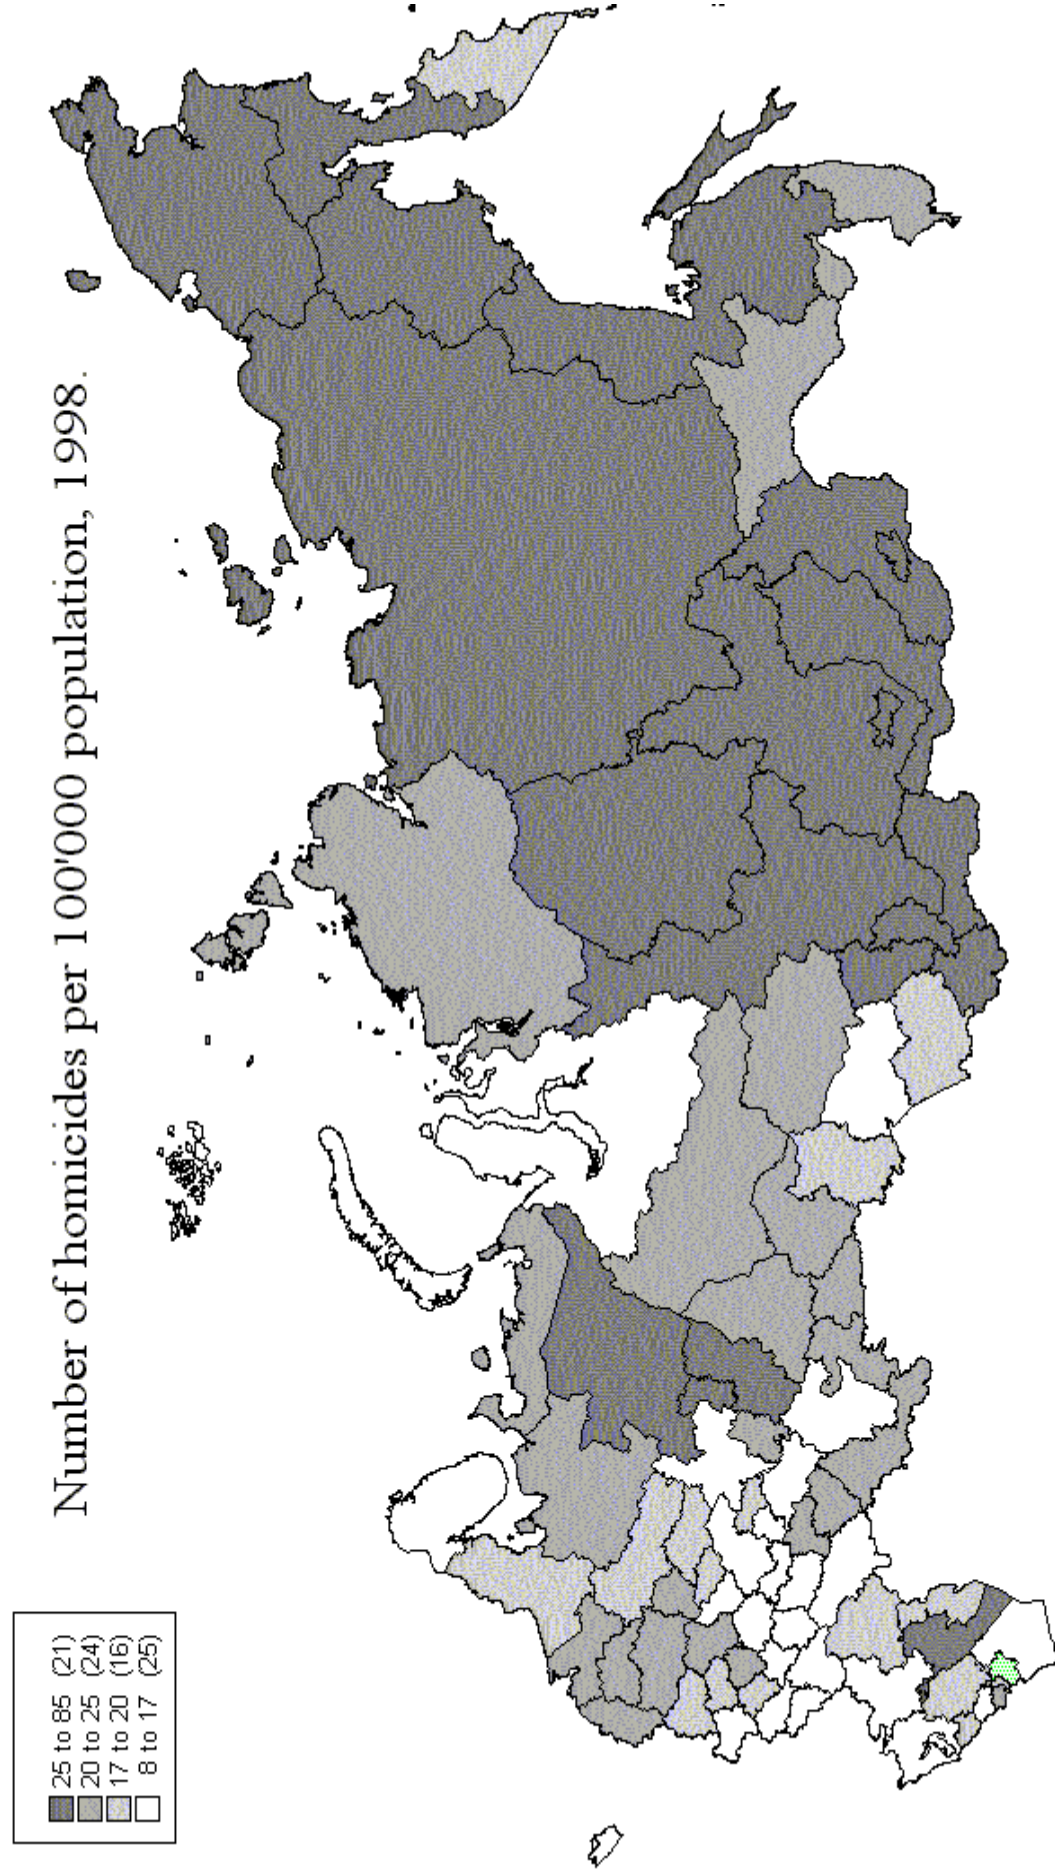 Number of homicides per 100'000 population, 1998.
25 to 85 (21)
20 to 25 (24)
17 to 20 (16)
8 to 17 (25)